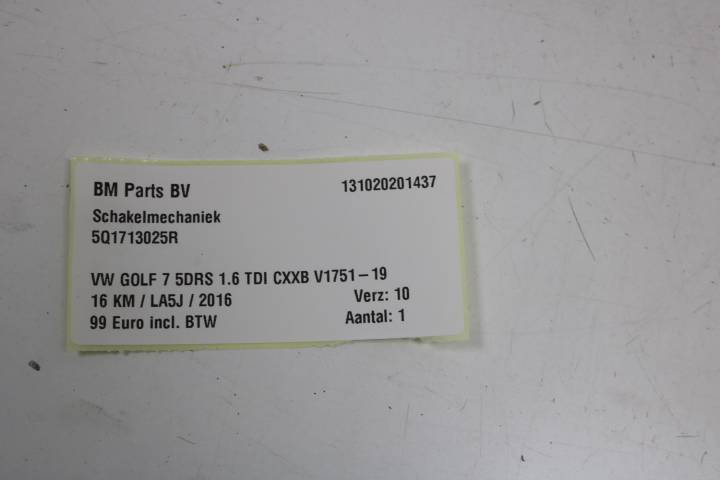 BM Parts BV 131020201437
Schakelmechaniek
5Q1713025R
VW GOLF 7 5DRS 1.6 TDI CXXB V1751-19
16 KM / LA5J / 2016 Verz: 10
99 Euro incl. BTW Aantal: 1